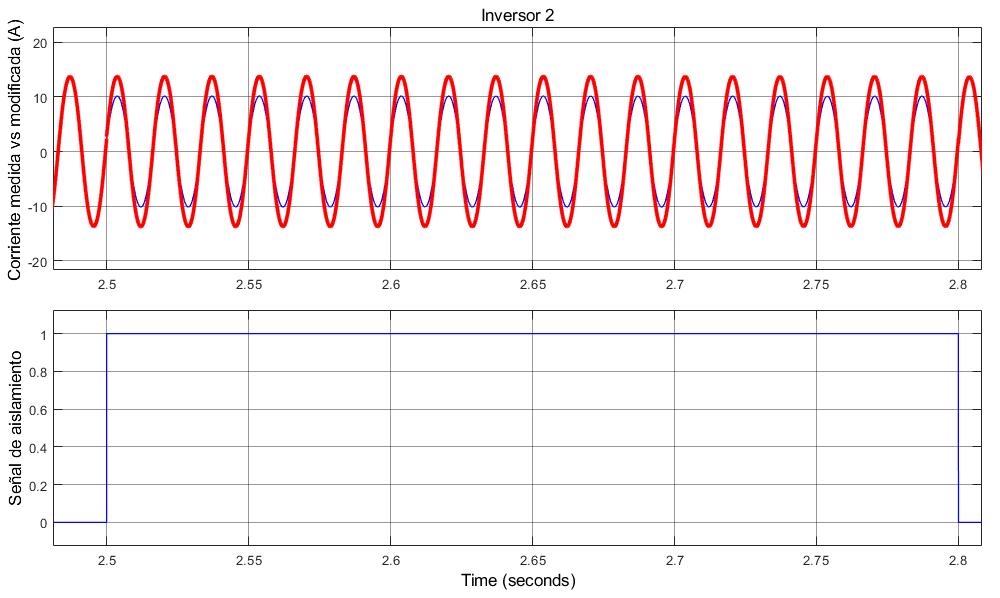 Inversor 2
Corriente medida vs modificada (A)
20
10
0
-10
-20
2.5 2.55 2.6 2.65 2.7 2.75 2.8
Señal de aislamiento
1
0.8
0.6
0.4
0.2
0
2.5 2.55 2.6 2.65 2.7 2.75 2.8
Time (seconds)